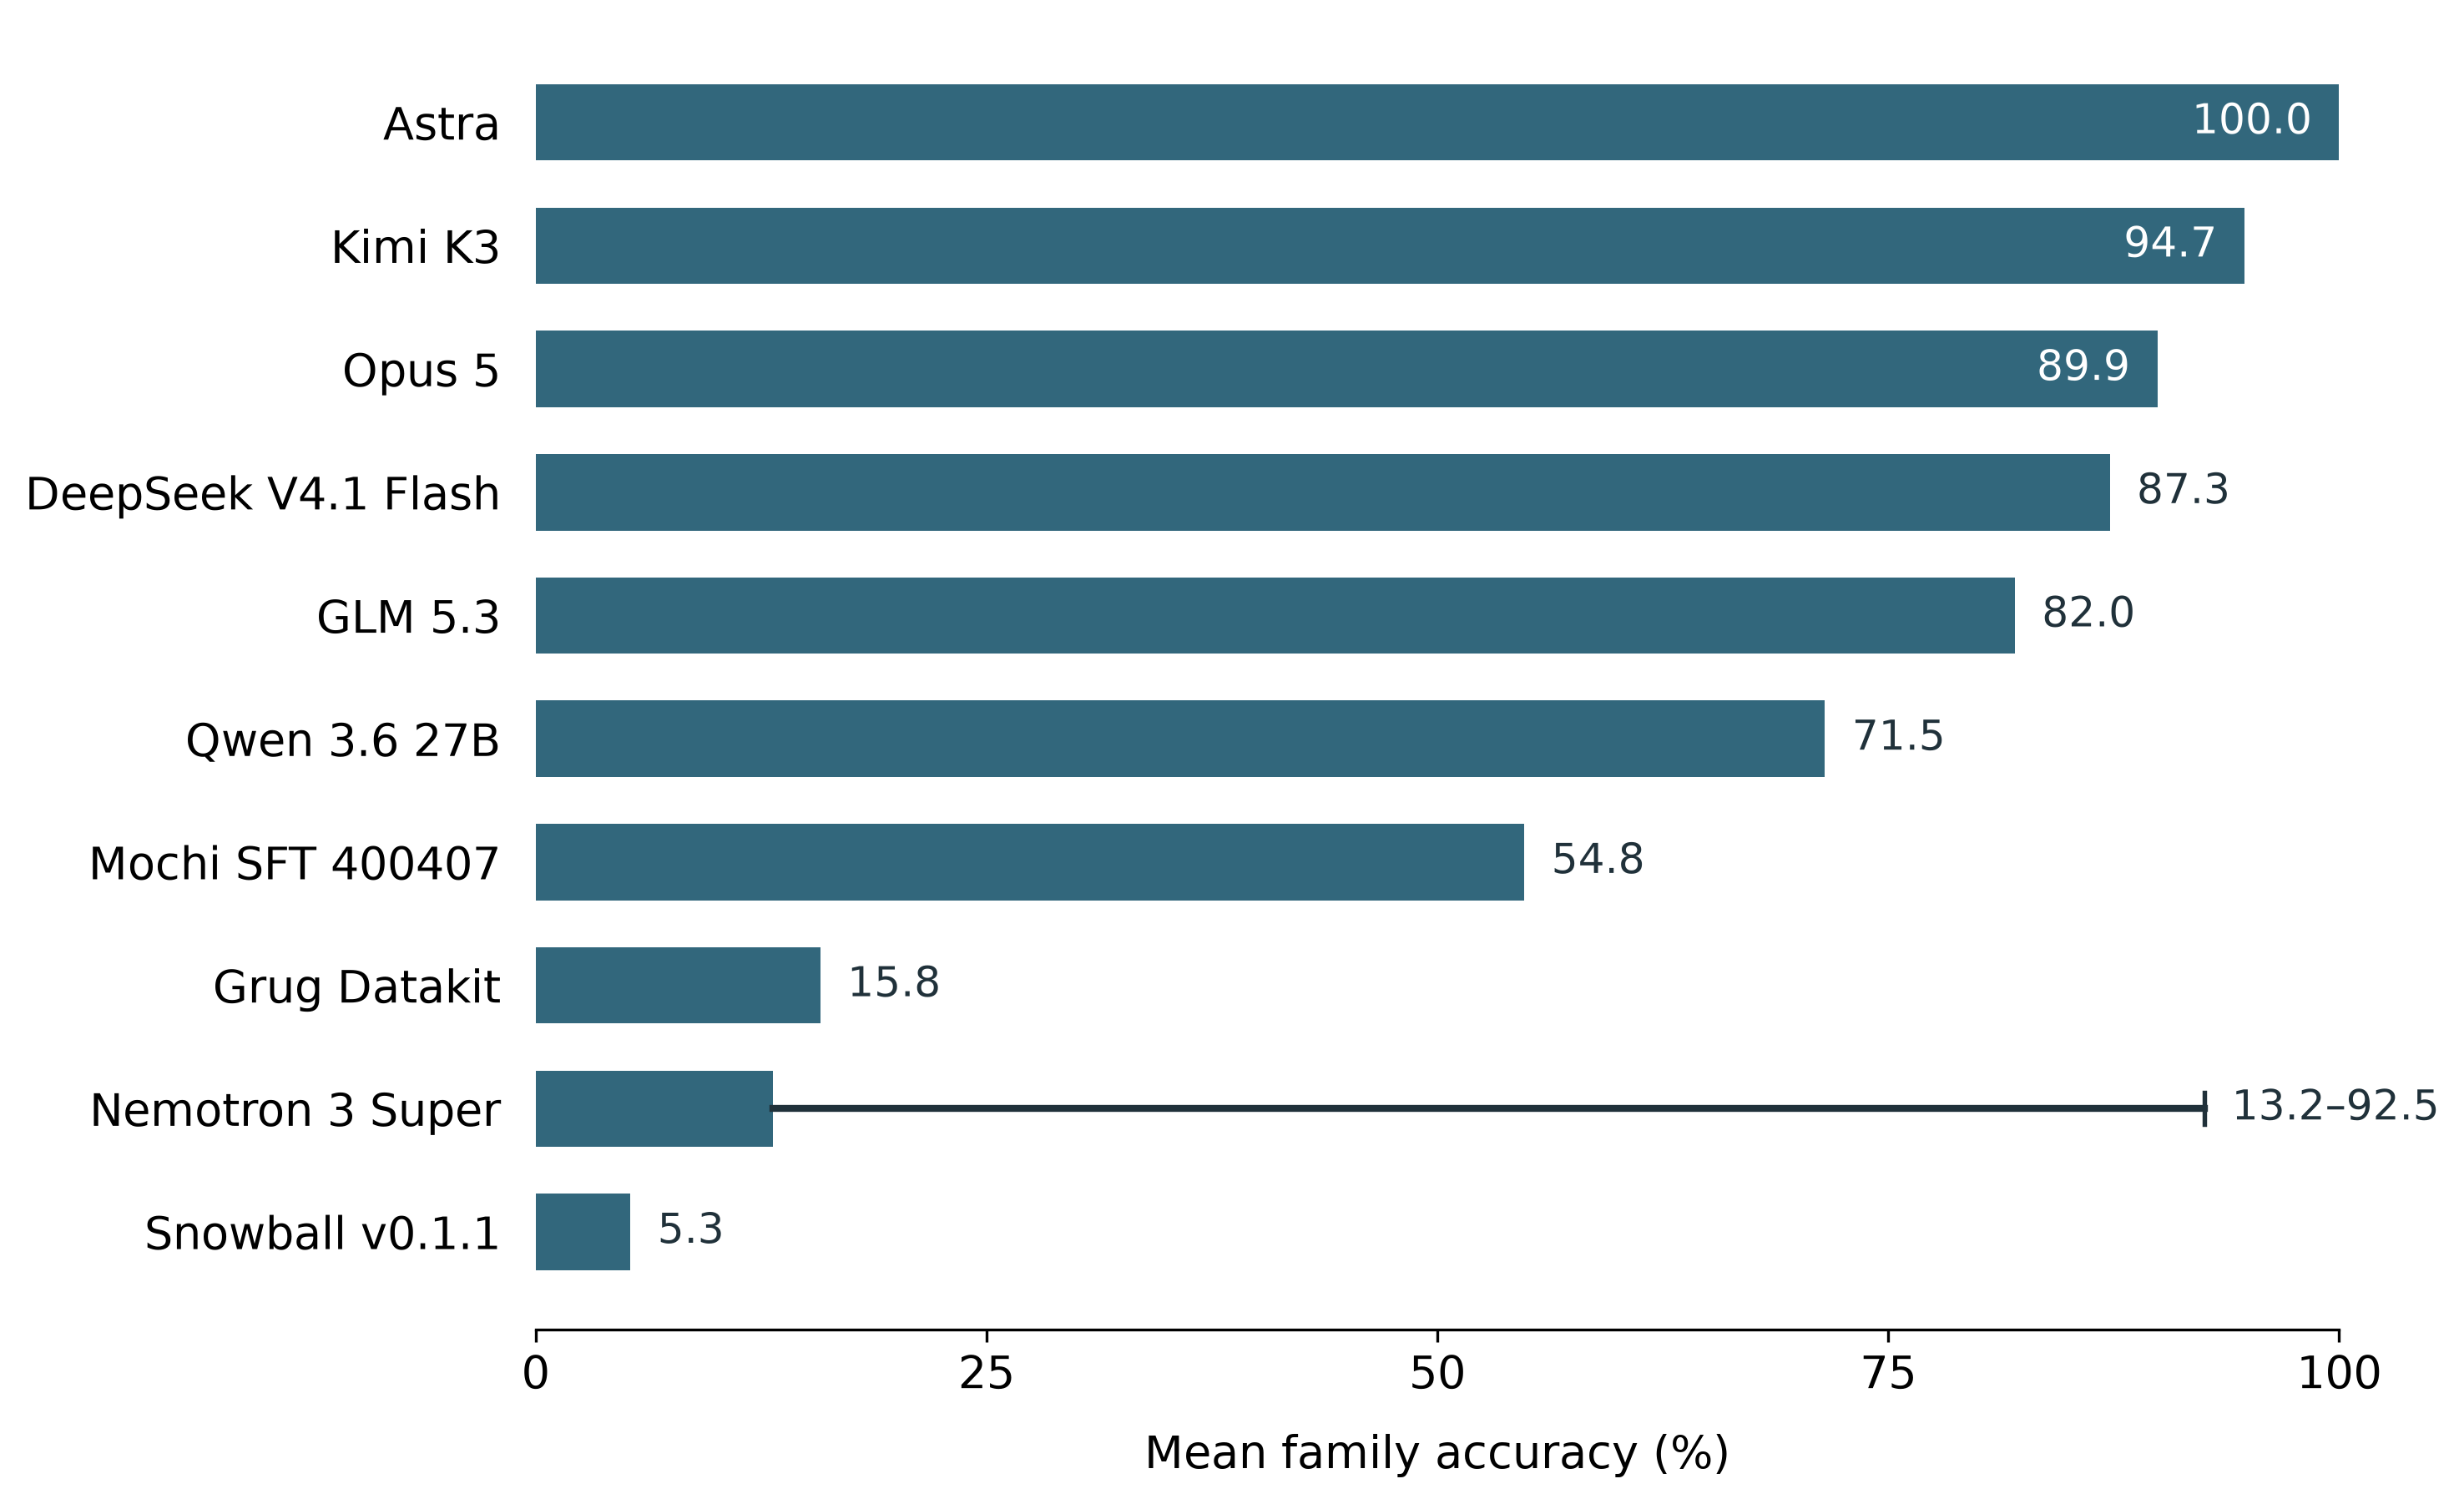 Astra 100.0
Kimi K3 94.7
Opus 5 89.9
DeepSeek V4.1 Flash 87.3
GLM 5.3 82.0
Qwen 3.6 27B 71.5
Mochi SFT 400407 54.8
Grug Datakit 15.8
Nemotron 3 Super 13.2–92.5
Snowball v0.1.1 5.3
0 25 50 75 100
Mean family accuracy (%)